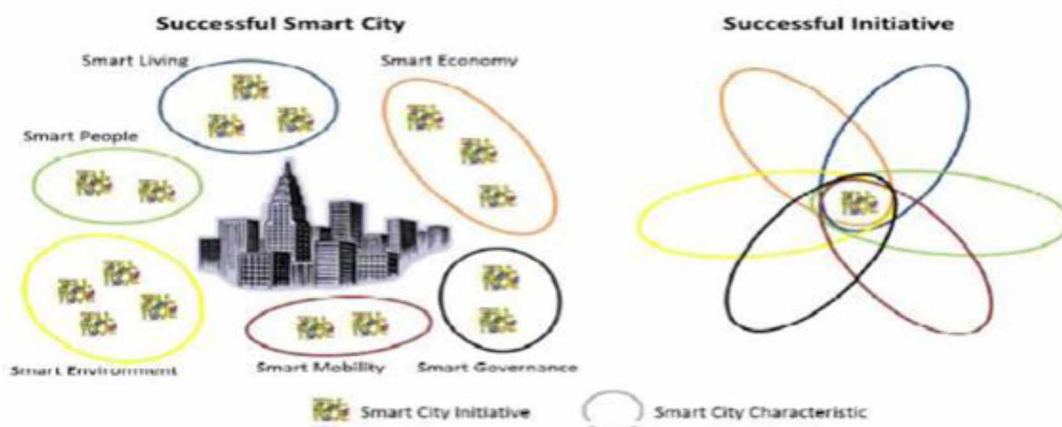 Successful Smart City
Successful Initiative
Smart Living
Smart Economy
Smart People
Smart Environment
Smart Mobility
Smart Governance
Smart City Initiative
Smart City Characteristic